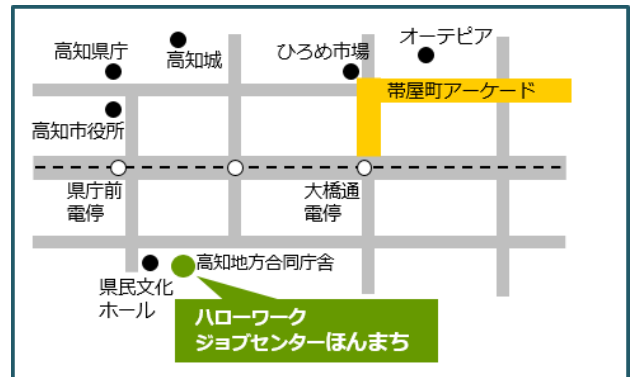 オーテピア
高知県庁
高知城
ひろめ市場
帯屋町アーケード
高知市役所
県庁前
電停
大橋通
電停
高知地方合同庁舎
県民文化
ホール
ハローワーク
ジョブセンターほんまち